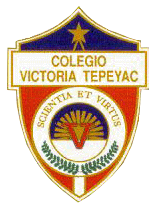 COLEGIO
VICTORIA TEPEYAC
SCIENTIA ET VIRTUS